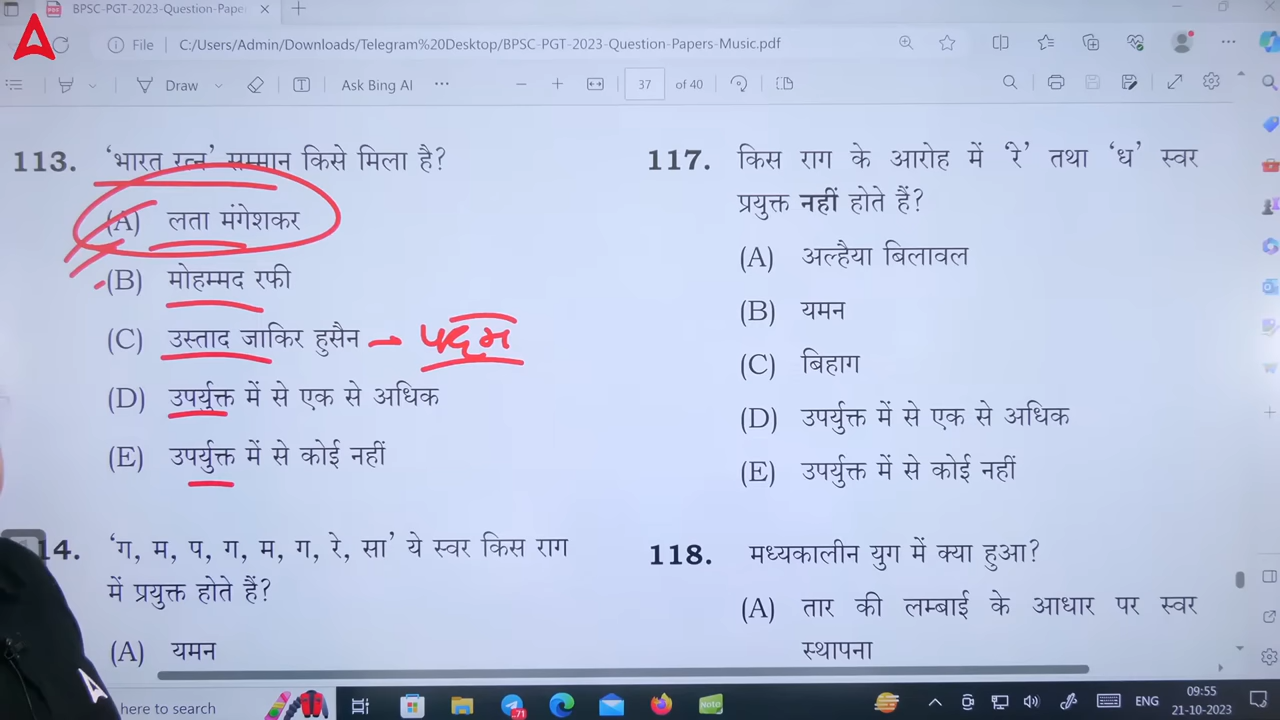 BPSC-PGT-2023-Question-Paper
File
C:/Users/Admin/Downloads/Telegram%20Desktop/BPSC-PGT-2023-Question-Papers-Music.pdf
Draw
Ask Bing AI
37
of 40
113. 'भारत रत्न' सम्मान किसे मिला है?
(A) लता मंगेशकर
(B) मोहम्मद रफी
(C) उस्ताद जाकिर हुसैन
पद्म
(D) उपर्युक्त में से एक से अधिक
(E) उपर्युक्त में से कोई नहीं
14. 'ग, म, प, ग, म, ग, रे, सा' ये स्वर किस राग
में प्रयुक्त होते हैं?
(A) यमन
117. किस राग के आरोह में 'रे' तथा 'ध' स्वर
प्रयुक्त नहीं होते हैं?
(A) अल्हैया बिलावल
(B) यमन
(C) बिहाग
(D) उपर्युक्त में से एक से अधिक
(E) उपर्युक्त में से कोई नहीं
118. मध्यकालीन युग में क्या हुआ?
(A) तार की लम्बाई के आधार पर स्वर
स्थापना
here to search
71
ENG
09:55
21-10-2023